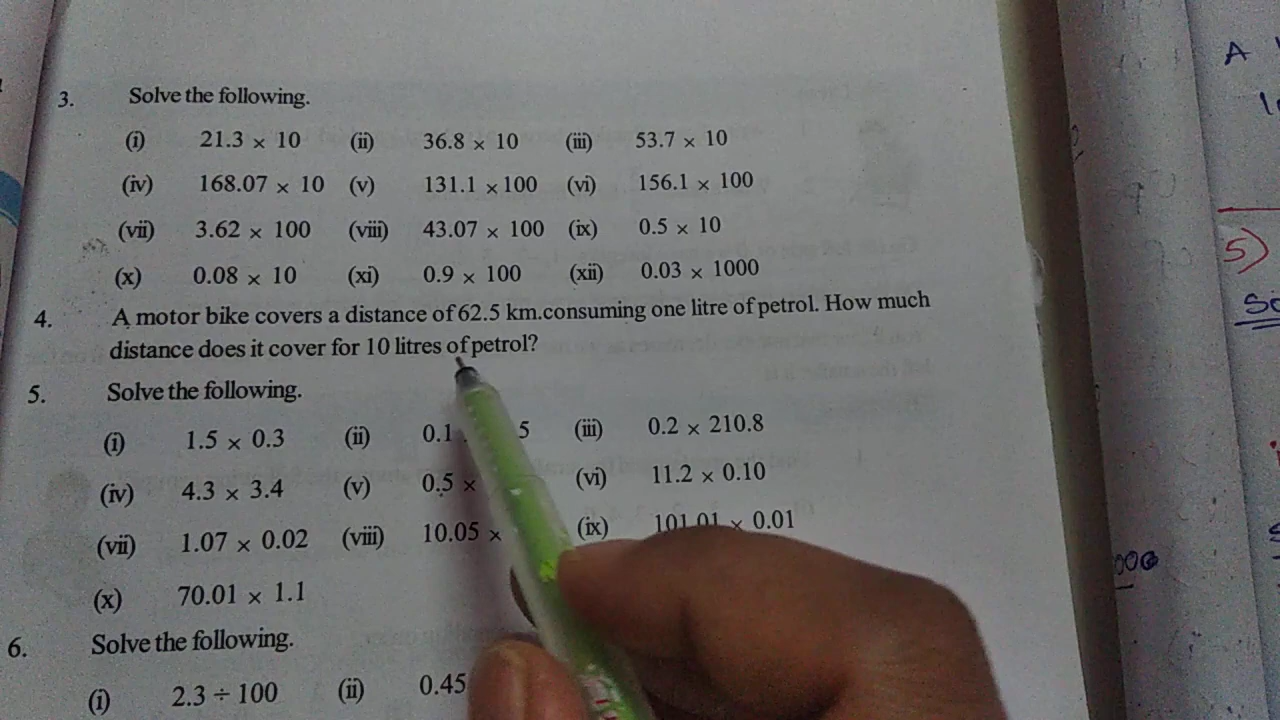 3. Solve the following.
(i) 21.3 × 10 (ii) 36.8 × 10 (iii) 53.7 × 10
(iv) 168.07 × 10 (v) 131.1 × 100 (vi) 156.1 × 100
(vii) 3.62 × 100 (viii) 43.07 × 100 (ix) 0.5 × 10
(x) 0.08 × 10 (xi) 0.9 × 100 (xii) 0.03 × 1000
4. A motor bike covers a distance of 62.5 km.consuming one litre of petrol. How much
distance does it cover for 10 litres of petrol?
5. Solve the following.
(i) 1.5 × 0.3 (ii) 0.1 5 (iii) 0.2 × 210.8
(iv) 4.3 × 3.4 (v) 0.5 × (vi) 11.2 × 0.10
(vii) 1.07 × 0.02 (viii) 10.05 × (ix) 101.01 × 0.01
(x) 70.01 × 1.1
6. Solve the following.
(i) 2.3 ÷ 100 (ii) 0.45
A
5)